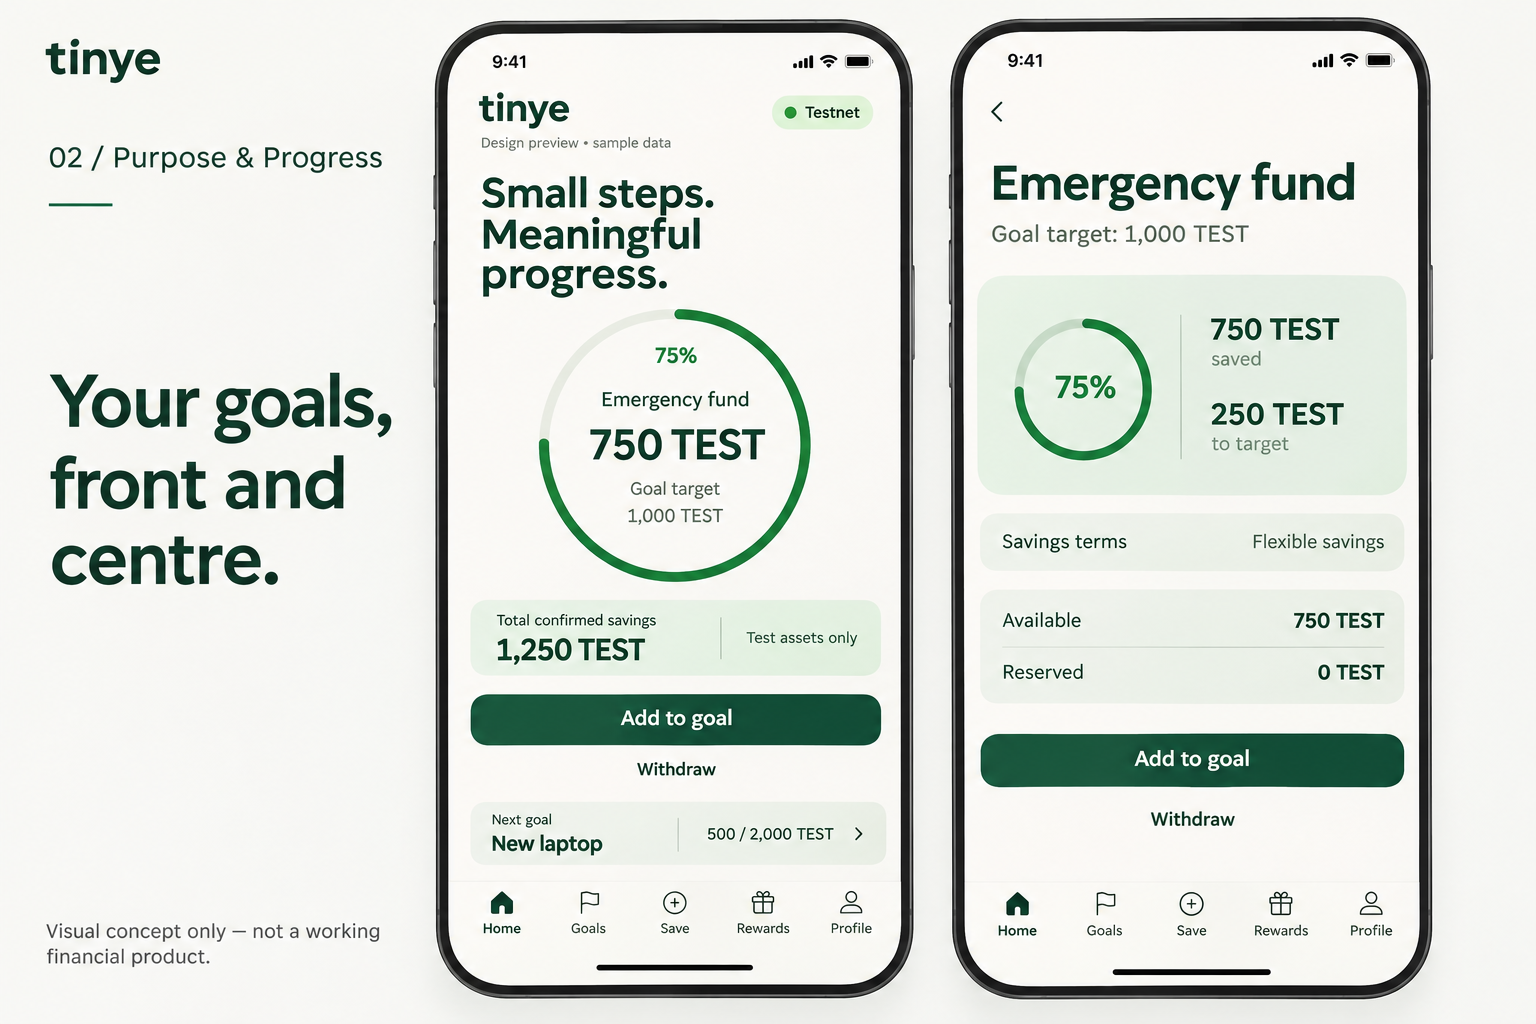 tinye
02 / Purpose & Progress
Your goals,
front and
centre.
Visual concept only — not a working
financial product.
9:41
tinye
Testnet
Design preview • sample data
Small steps.
Meaningful
progress.
75%
Emergency fund
750 TEST
Goal target
1,000 TEST
Total confirmed savings
1,250 TEST
Test assets only
Add to goal
Withdraw
Next goal
New laptop
500 / 2,000 TEST
Home
Goals
Save
Rewards
Profile
9:41
Emergency fund
Goal target: 1,000 TEST
75%
750 TEST
saved
250 TEST
to target
Savings terms
Flexible savings
Available
750 TEST
Reserved
0 TEST
Add to goal
Withdraw
Home
Goals
Save
Rewards
Profile